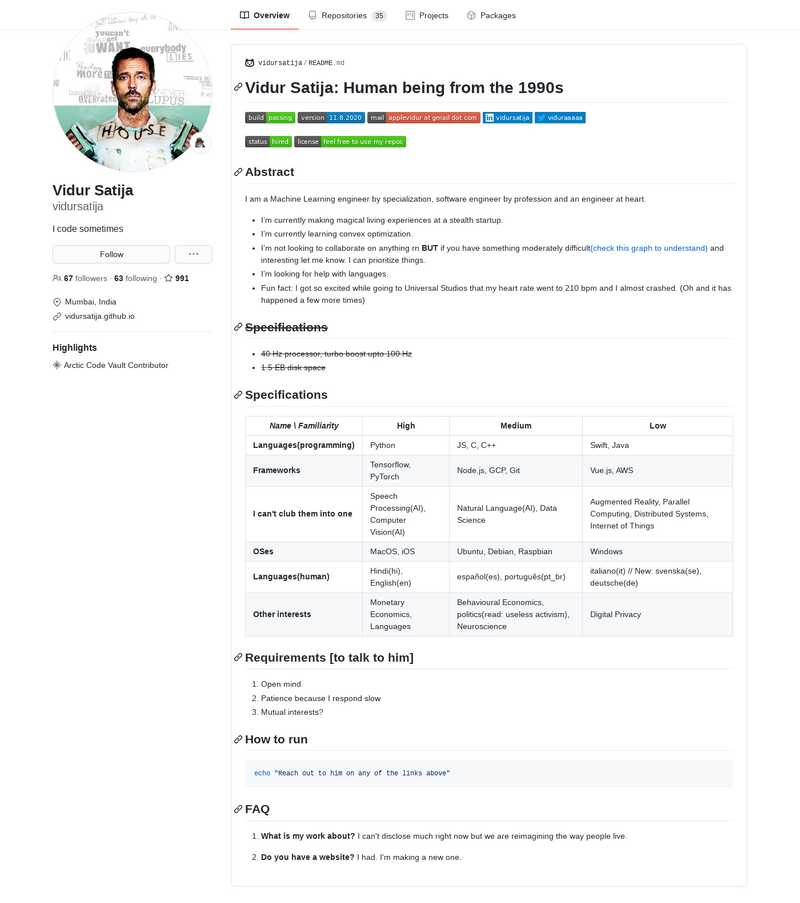 Overview
Repositories 35
Projects
Packages
youcan't get
WANT
everybody LIES
more
LUPUS
HOUSE
Vidur Satija
vidursatija
I code sometimes
Follow
...
67 followers · 63 following · 991
Mumbai, India
vidursatija.github.io
Highlights
Arctic Code Vault Contributor
vidursatija / README.md
Vidur Satija: Human being from the 1990s
build passing version 11.8.2020 mail applevidur at gmail dot com vidursatija viduraaaaa
status hired license feel free to use my repos
Abstract
I am a Machine Learning engineer by specialization, software engineer by profession and an engineer at heart.
• I'm currently making magical living experiences at a stealth startup.
• I'm currently learning convex optimization.
• I'm not looking to collaborate on anything rn BUT if you have something moderately difficult(check this graph to understand) and
interesting let me know. I can prioritize things.
• I'm looking for help with languages.
• Fun fact: I got so excited while going to Universal Studios that my heart rate went to 210 bpm and I almost crashed. (Oh and it has
happened a few more times)
Specifications
• 40 Hz processor, turbo boost upto 100 Hz
• 1.5 EB disk space
Specifications
Name \ Familiarity High Medium Low
Languages(programming) Python JS, C, C++ Swift, Java
Frameworks Tensorflow, PyTorch Node.js, GCP, Git Vue.js, AWS
I can't club them into one Speech Processing(AI), Computer Vision(AI) Natural Language(AI), Data Science Augmented Reality, Parallel Computing, Distributed Systems, Internet of Things
OSes MacOS, iOS Ubuntu, Debian, Raspbian Windows
Languages(human) Hindi(hi), English(en) español(es), português(pt_br) italiano(it) // New: svenska(se), deutsche(de)
Other interests Monetary Economics, Languages Behavioural Economics, politics(read: useless activism), Neuroscience Digital Privacy
Requirements [to talk to him]
1. Open mind
2. Patience because I respond slow
3. Mutual interests?
How to run
echo "Reach out to him on any of the links above"
FAQ
1. What is my work about? I can't disclose much right now but we are reimagining the way people live.
2. Do you have a website? I had. I'm making a new one.